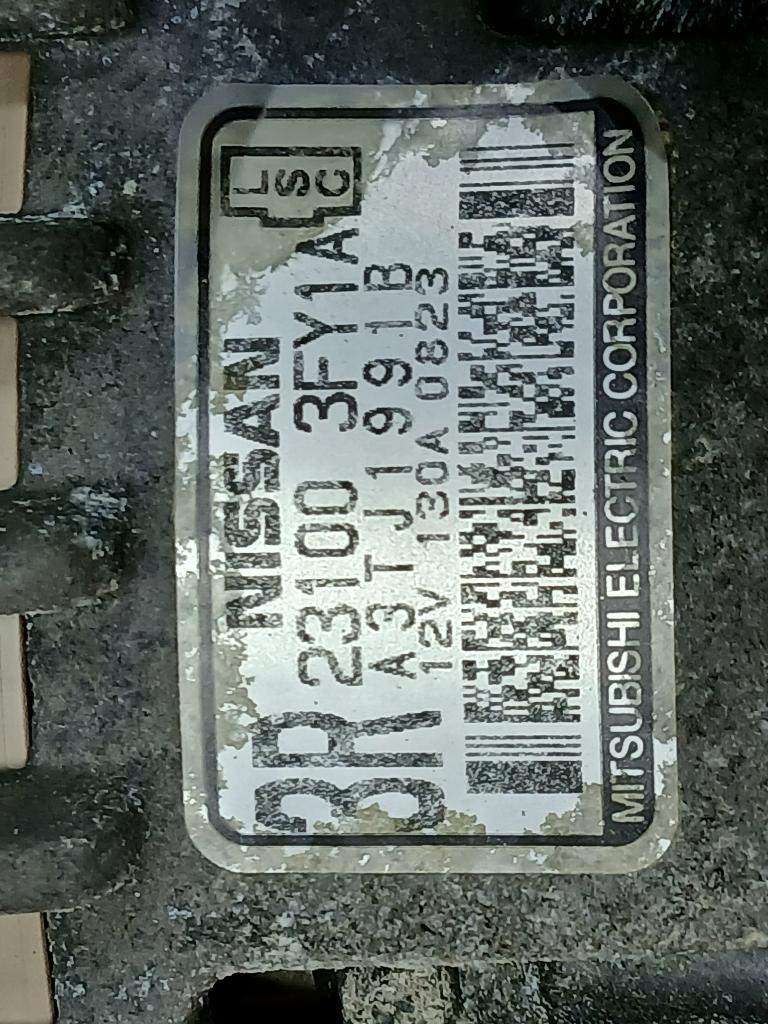 L
S
C
NISSAN
3R
23100 3FY1A
A3TJ1991B
12V 130A 0823
MITSUBISHI ELECTRIC CORPORATION